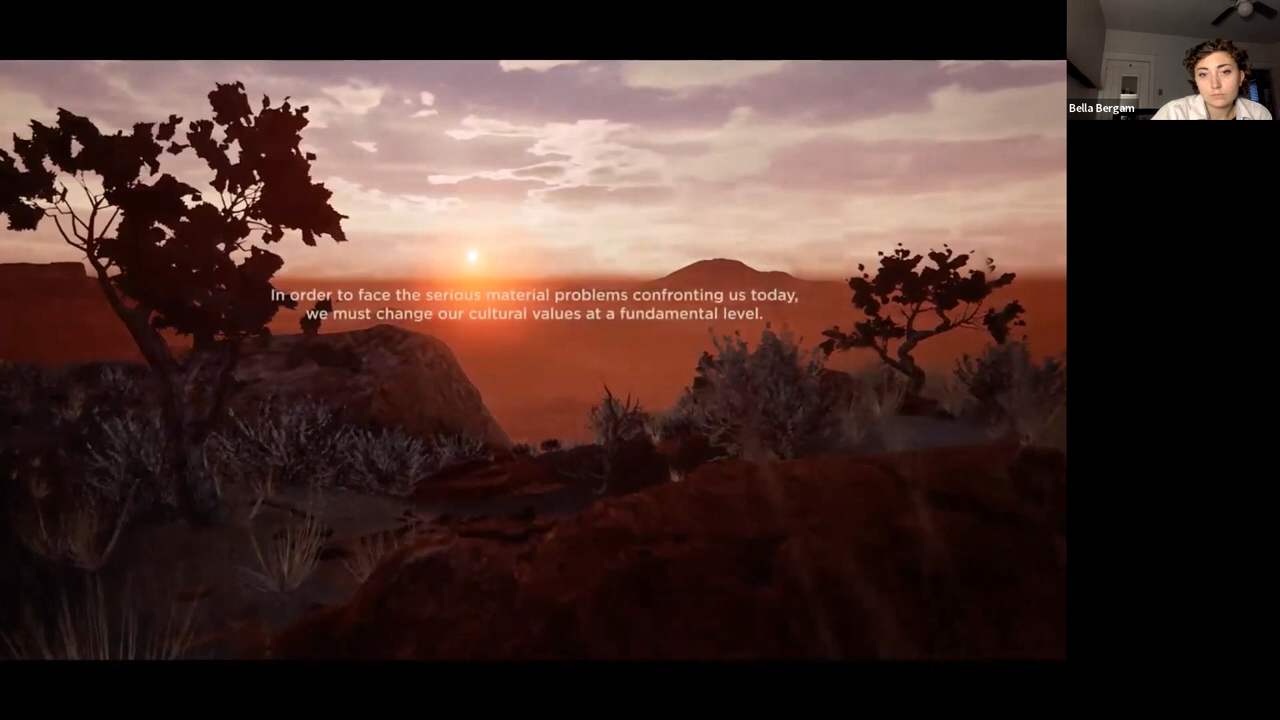 In order to face the serious material problems confronting us today,
we must change our cultural values at a fundamental level.
Bella Bergam